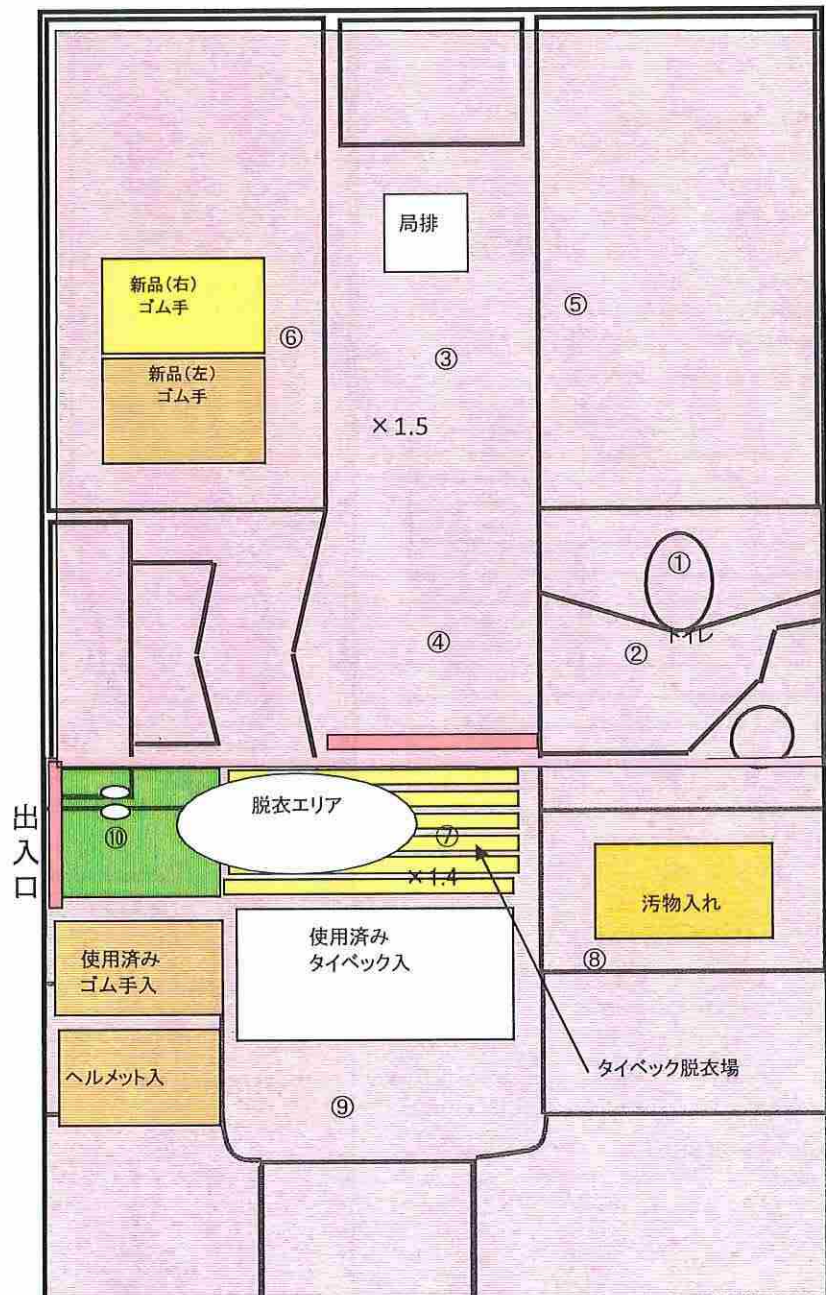 局排
新品(右)
ゴム手
新品(左)
ゴム手
⑥
⑤
③
×1.5
①
トイレ
②
④
出入口
脱衣エリア
⑩
⑦
×1.4
汚物入れ
使用済み
タイベック入
使用済み
ゴム手入
⑧
ヘルメット入
タイベック脱衣場
⑨